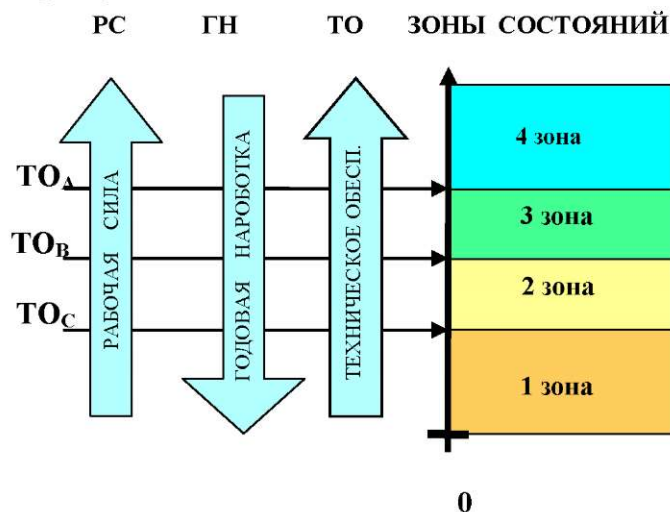 РС ГН ТО ЗОНЫ СОСТОЯНИЙ
4 зона
ТОА
3 зона
ТОВ
2 зона
ТОС
1 зона
РАБОЧАЯ СИЛА
ГОДОВАЯ НАРОБОТКА
ТЕХНИЧЕСКОЕ ОБЕСП.
0